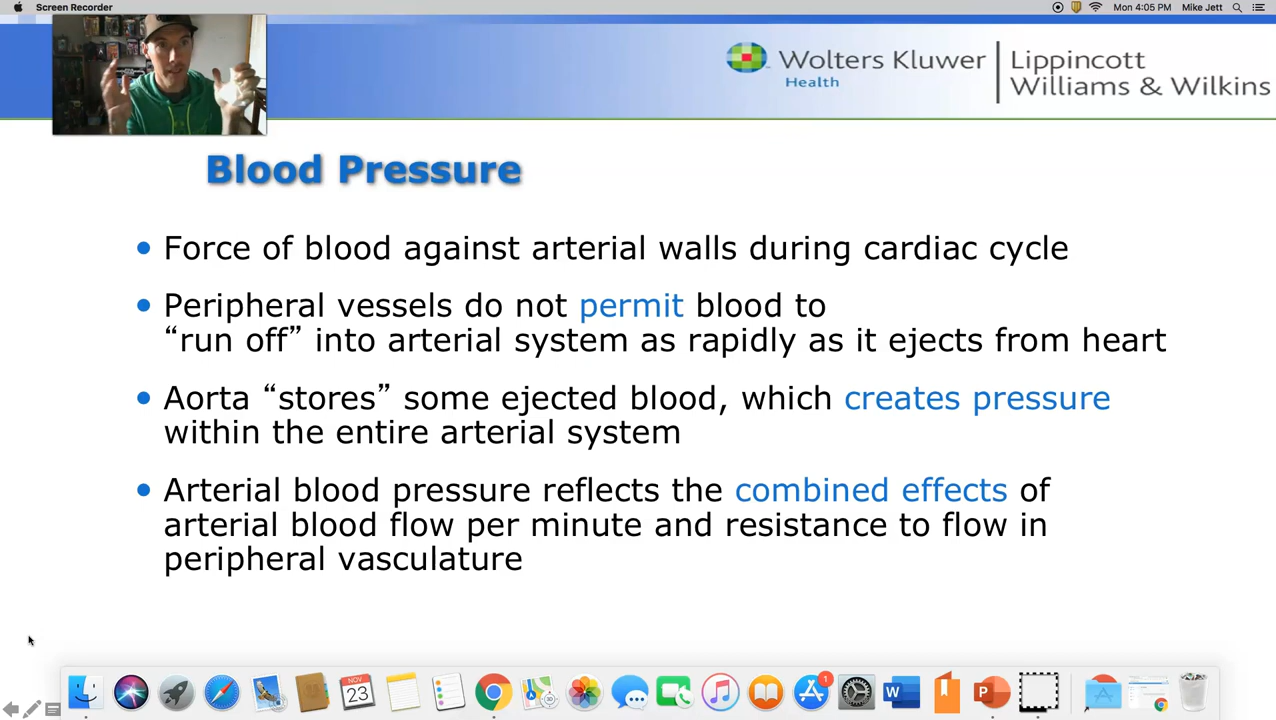 Screen Recorder
Mon 4:05 PM Mike Jett
Wolters Kluwer
Health
Lippincott
Williams & Wilkins
Blood Pressure
• Force of blood against arterial walls during cardiac cycle
• Peripheral vessels do not permit blood to
“run off” into arterial system as rapidly as it ejects from heart
• Aorta “stores” some ejected blood, which creates pressure
within the entire arterial system
• Arterial blood pressure reflects the combined effects of
arterial blood flow per minute and resistance to flow in
peripheral vasculature
NOV
23
1
W
P